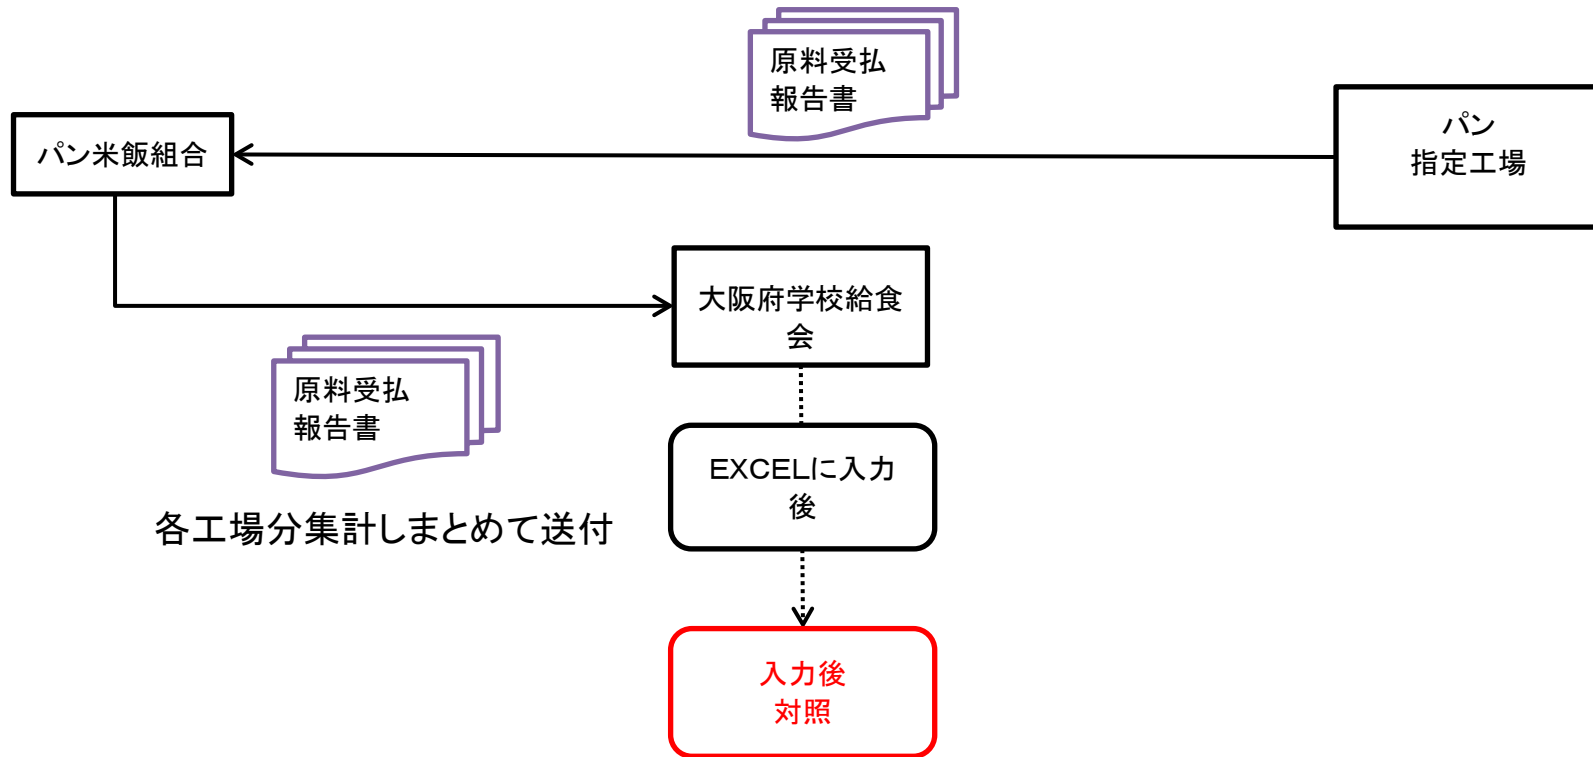 原料受払
報告書
パン米飯組合
パン
指定工場
大阪府学校給食
会
原料受払
報告書
EXCELに入力
後
各工場分集計しまとめて送付
入力後
対照